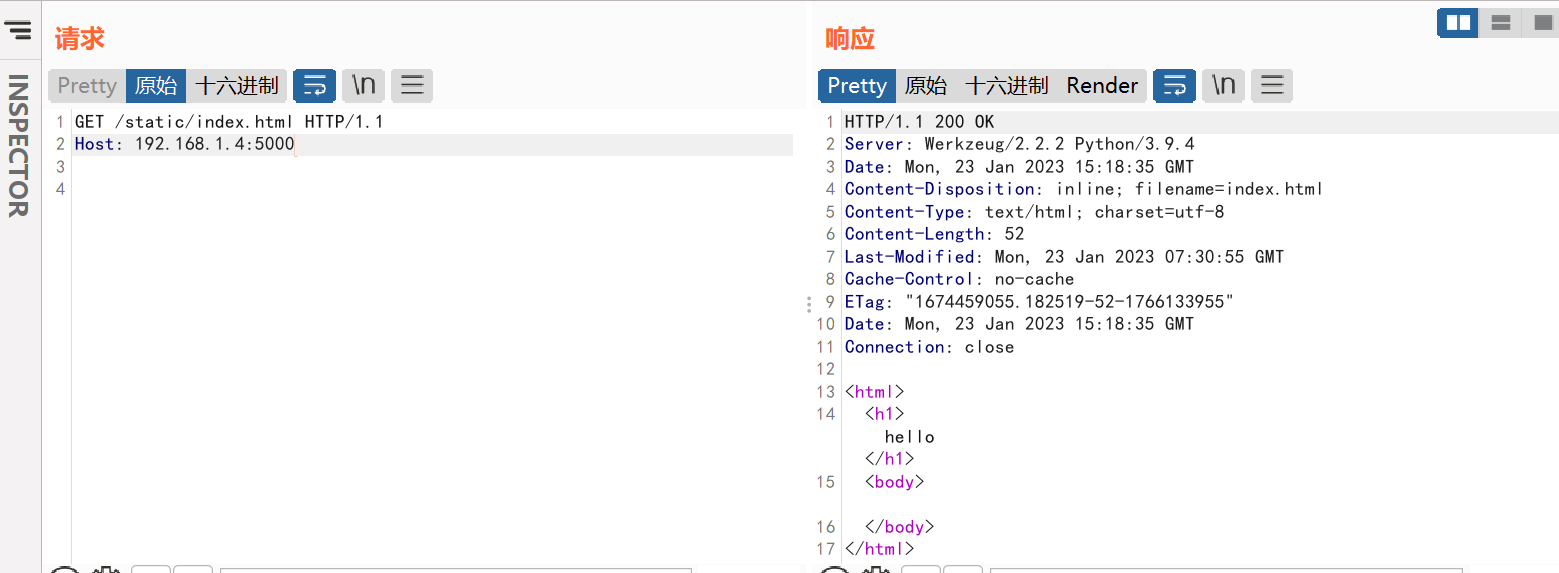 INSPECTOR
请求
Pretty 原始 十六进制 \n
1 GET /static/index.html HTTP/1.1
2 Host: 192.168.1.4:5000
3
4
响应
Pretty 原始 十六进制 Render \n
1 HTTP/1.1 200 OK
2 Server: Werkzeug/2.2.2 Python/3.9.4
3 Date: Mon, 23 Jan 2023 15:18:35 GMT
4 Content-Disposition: inline; filename=index.html
5 Content-Type: text/html; charset=utf-8
6 Content-Length: 52
7 Last-Modified: Mon, 23 Jan 2023 07:30:55 GMT
8 Cache-Control: no-cache
9 ETag: "1674459055.182519-52-1766133955"
10 Date: Mon, 23 Jan 2023 15:18:35 GMT
11 Connection: close
12
13 <html>
14 <h1>
hello
</h1>
15 <body>
16 </body>
17 </html>